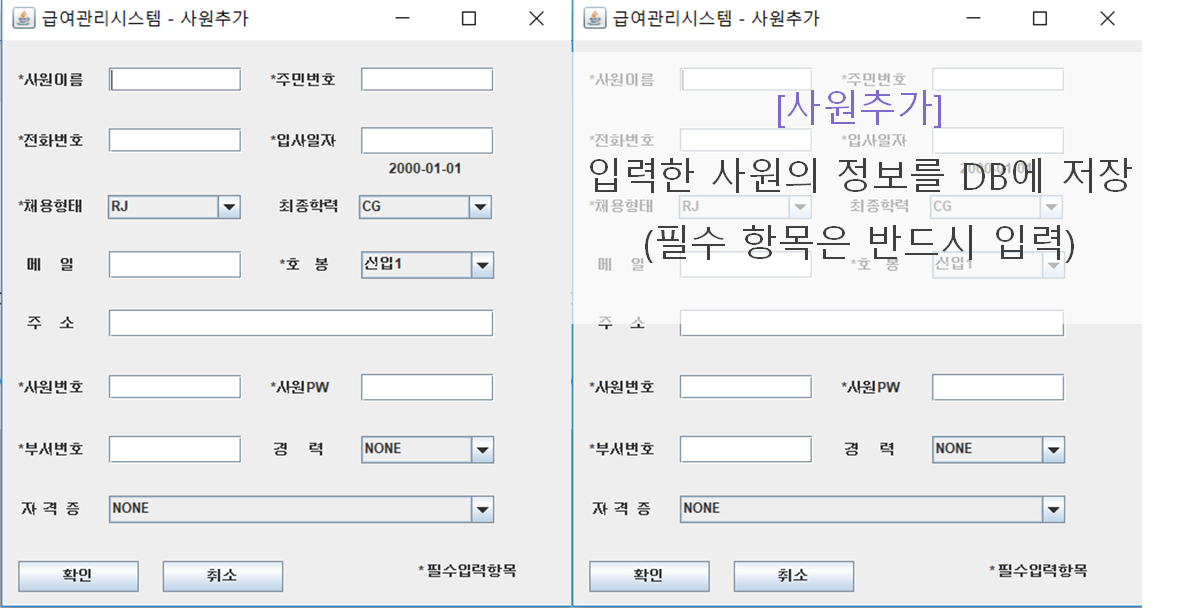 급여관리시스템 - 사원추가
*사원이름 *주민번호
*전화번호 *입사일자
2000-01-01
*채용형태 RJ 최종학력 CG
메 일 *호 봉 신입1
주 소
*사원번호 *사원PW
*부서번호 경 력 NONE
자 격 증 NONE
확인 취소 *필수입력항목
급여관리시스템 - 사원추가
*사원이름 *주민번호
[사원추가]
*전화번호 *입사일자
2000-01-01
입력한 사원의 정보를 DB에 저장
*채용형태 RJ 최종학력 CG
(필수 항목은 반드시 입력)
메 일 *호 봉 신입1
주 소
*사원번호 *사원PW
*부서번호 경 력 NONE
자 격 증 NONE
확인 취소 *필수입력항목